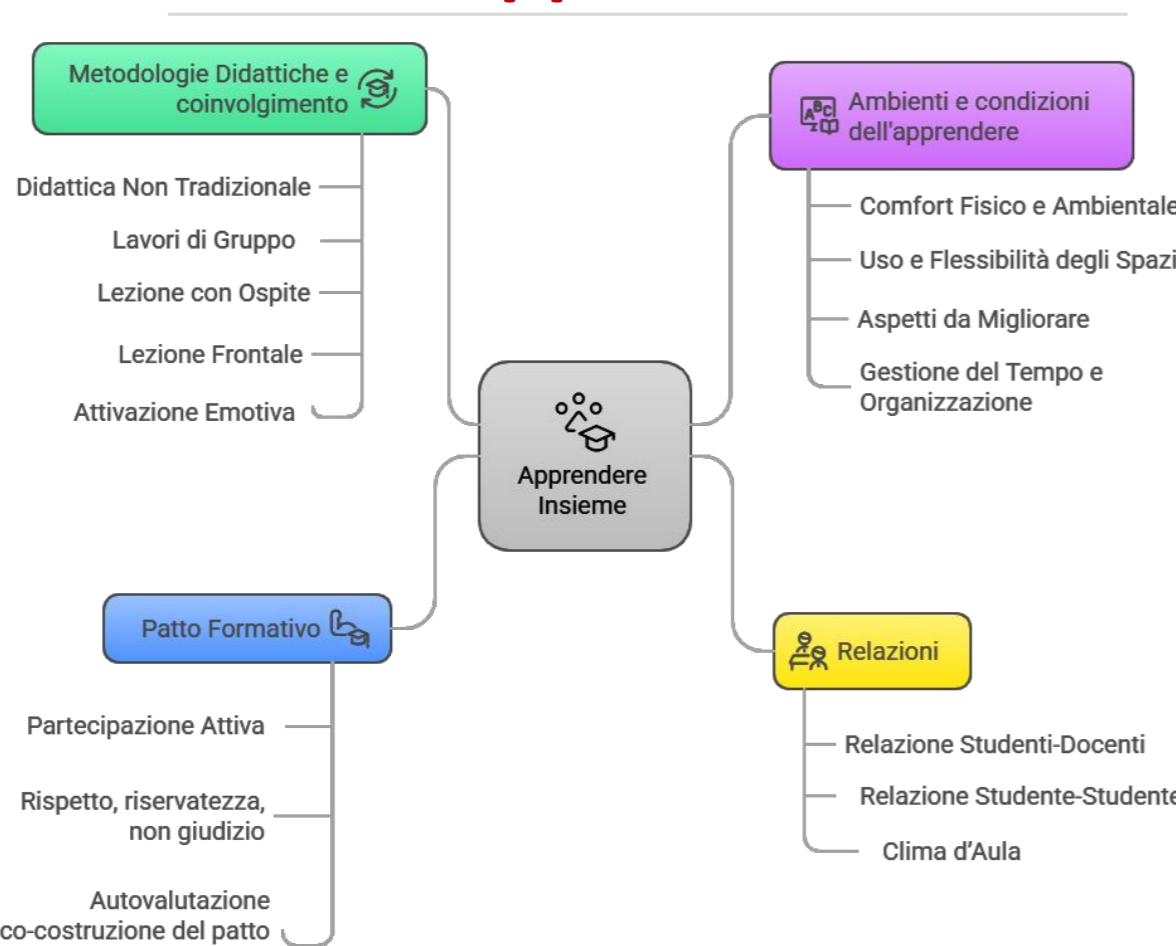 Metodologie Didattiche e
coinvolgimento
Didattica Non Tradizionale
Lavori di Gruppo
Lezione con Ospite
Lezione Frontale
Attivazione Emotiva
Ambienti e condizioni
dell'apprendere
Comfort Fisico e Ambientale
Uso e Flessibilità degli Spazi
Aspetti da Migliorare
Gestione del Tempo e
Organizzazione
Apprendere
Insieme
Patto Formativo
Partecipazione Attiva
Rispetto, riservatezza,
non giudizio
Autovalutazione
co-costruzione del patto
Relazioni
Relazione Studenti-Docenti
Relazione Studente-Studente
Clima d’Aula